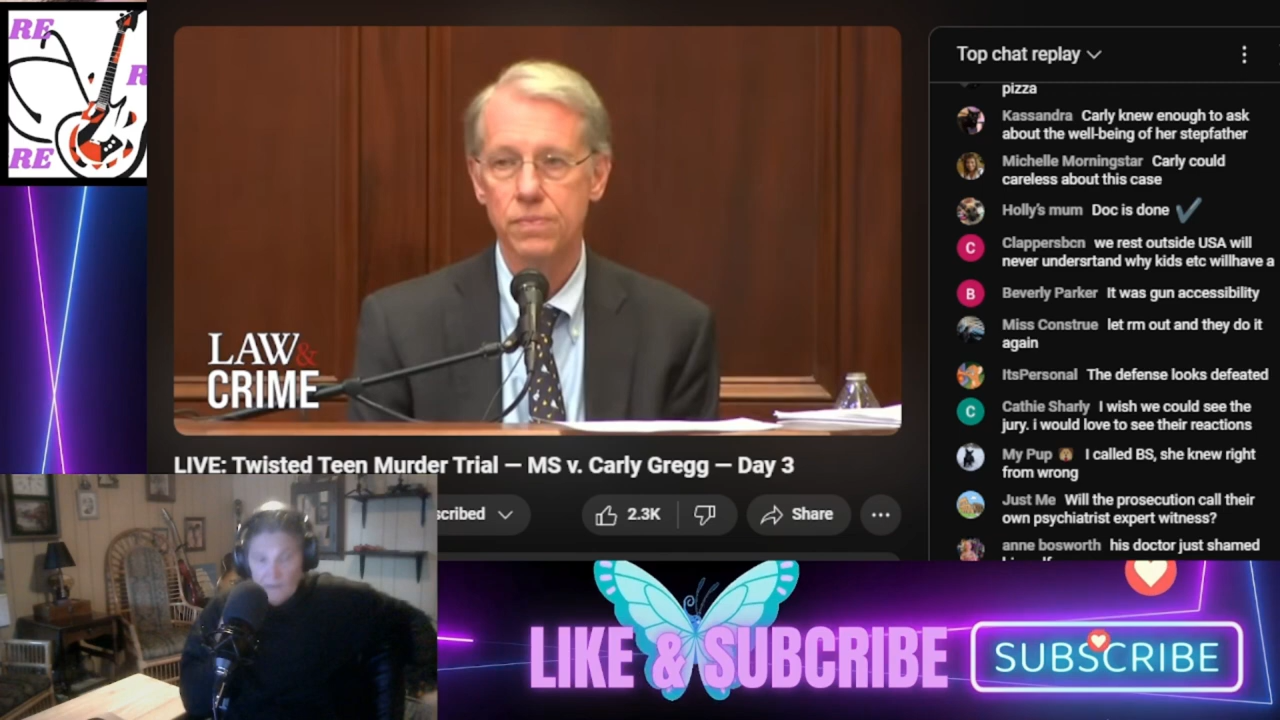 RE
R
RE
LAW&
CRIME
LIVE: Twisted Teen Murder Trial — MS v. Carly Gregg — Day 3
scribed
2.3K
Share
Top chat replay
pizza
Kassandra Carly knew enough to ask
about the well-being of her stepfather
Michelle Morningstar Carly could
careless about this case
Holly's mum Doc is done
C
Clappersbcn we rest outside USA will
never undersrtand why kids etc willhave a
B
Beverly Parker It was gun accessibility
Miss Construe let rm out and they do it
again
ItsPersonal The defense looks defeated
C
Cathie Sharly I wish we could see the
jury. i would love to see their reactions
My Pup I called BS, she knew right
from wrong
Just Me Will the prosecution call their
own psychiatrist expert witness?
anne bosworth his doctor just shamed
LIKE & SUBCRIBE
SUBSCRIBE